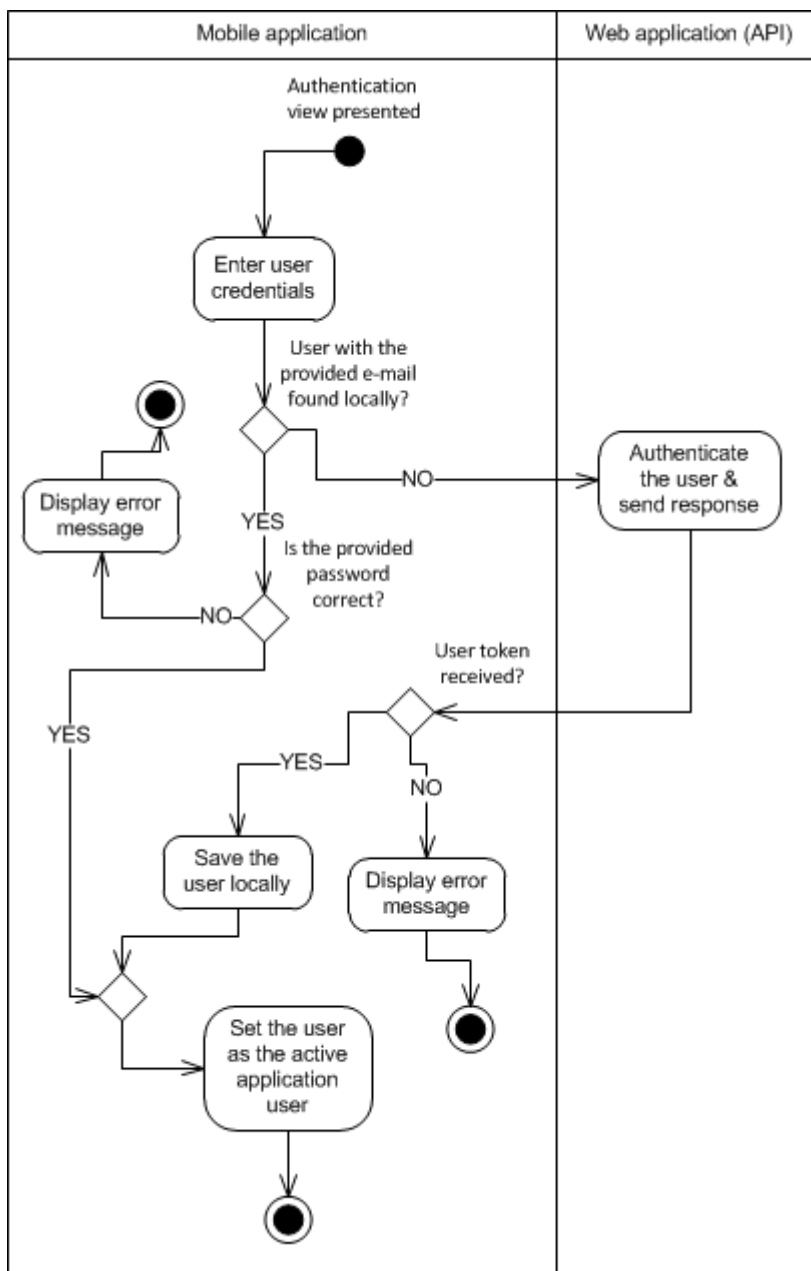 Mobile application
Web application (API)
Authentication
view presented
Enter user
credentials
User with the
provided e-mail
found locally?
NO
Authenticate
the user &
send response
Display error
message
YES
Is the provided
password
correct?
NO
User token
received?
YES
YES
NO
Save the
user locally
Display error
message
Set the user
as the active
application
user